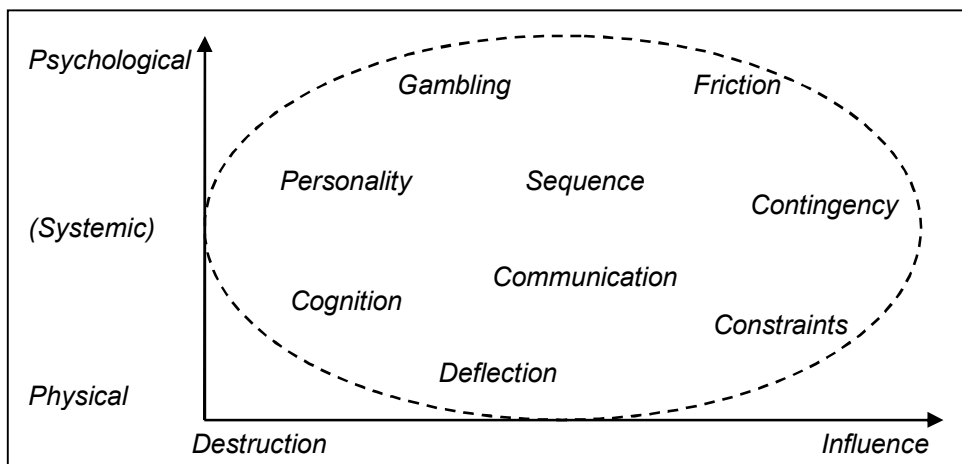 Psychological
Gambling
Friction
Personality
Sequence
Contingency
(Systemic)
Communication
Cognition
Constraints
Deflection
Physical
Destruction
Influence